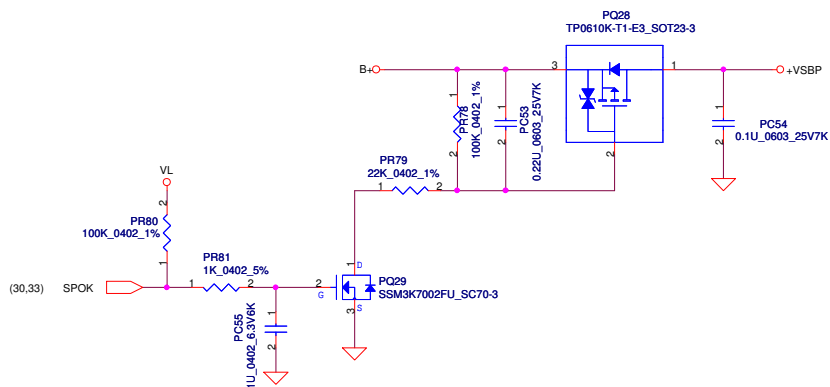 PQ28
TP0610K-T1-E3_SOT23-3
B+
3
1
+VSBP
1
PR78
100K_0402_1%
2
1
PC53
0.22U_0603_25V7K
2
2
1
PC54
0.1U_0603_25V7K
2
PR79
22K_0402_1%
1
2
VL
2
PR80
100K_0402_1%
1
PR81
1K_0402_5%
(30,33)
SPOK
1
2
2
G
1
D
PQ29
SSM3K7002FU_SC70-3
S
3
1
PC55
1U_0402_6.3V6K
2